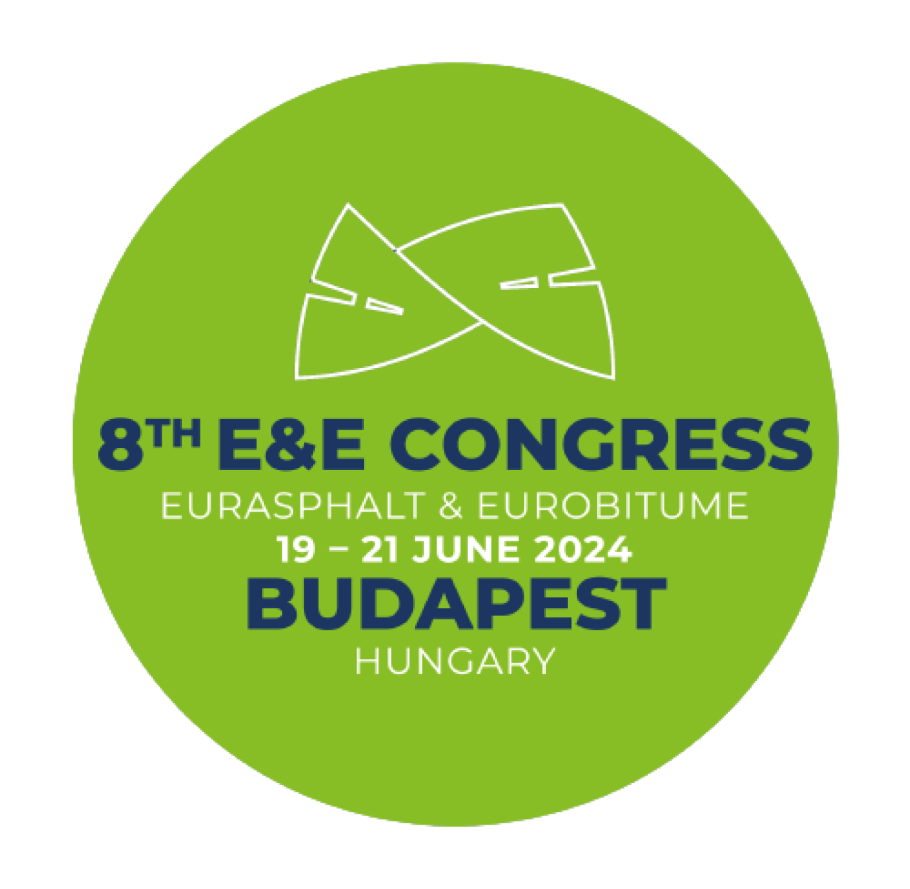 8TH E&E CONGRESS
EURASPHALT & EUROBITUME
19 – 21 JUNE 2024
BUDAPEST
HUNGARY